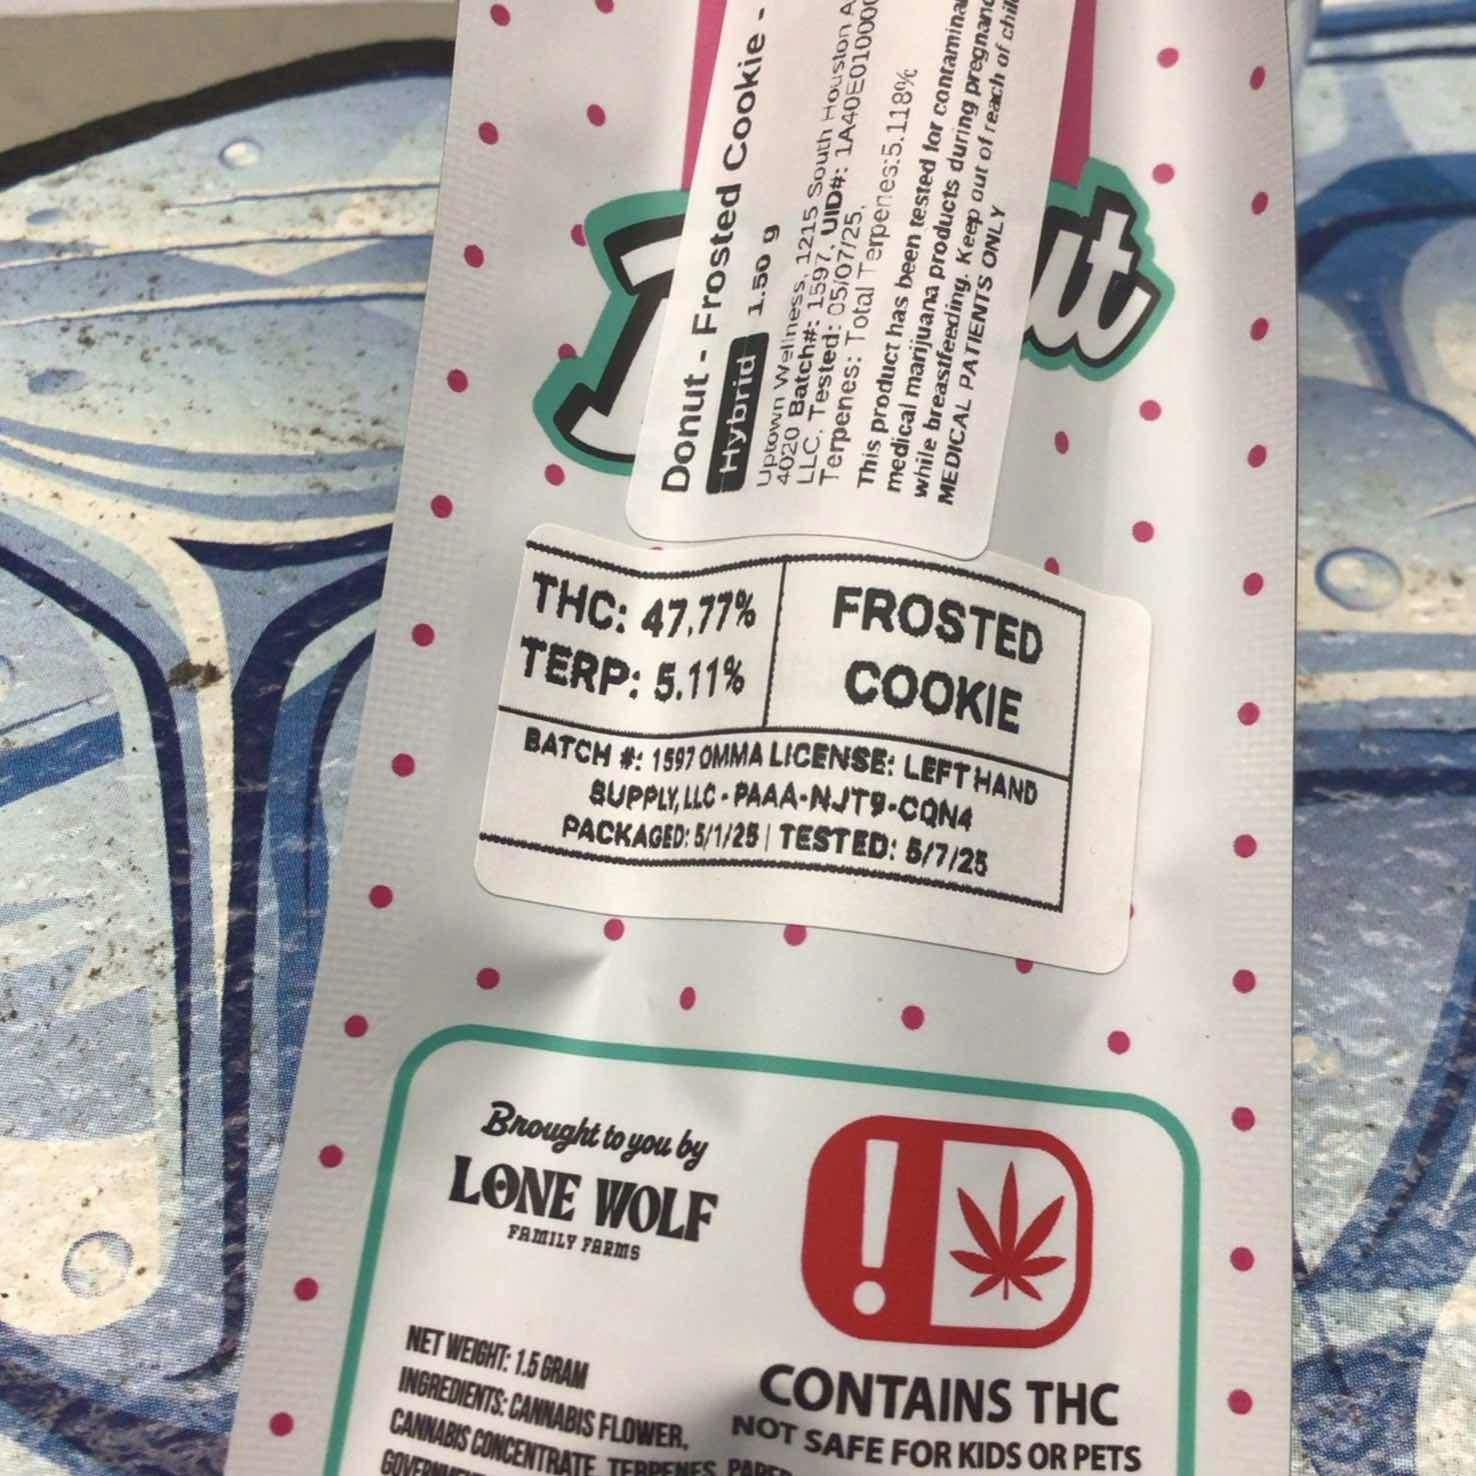 Donut - Frosted Cookie -
Hybrid 1.50 g
Uptown Wellness, 1215 South Houston A
4020 Batch#: 1597, UID#: 1A40E01000
LLC, Tested: 05/07/25,
Terpenes: Total Terpenes:5.118%
This product has been tested for contamina
medical marijuana products during pregnanc
while breastfeeding. Keep out of reach of chil
MEDICAL PATIENTS ONLY
ut
THC: 47.77%
TERP: 5.11%
FROSTED
COOKIE
BATCH #: 1597 OMMA LICENSE: LEFT HAND
SUPPLY, LLC - PAAA-NJT9-CQN4
PACKAGED: 5/1/25 | TESTED: 5/7/25
Brought to you by
LONE WOLF
FAMILY FARMS
NET WEIGHT: 1.5 GRAM
INGREDIENTS: CANNABIS FLOWER,
CANNABIS CONCENTRATE, TERPENES, PAPER
!
CONTAINS THC
NOT SAFE FOR KIDS OR PETS